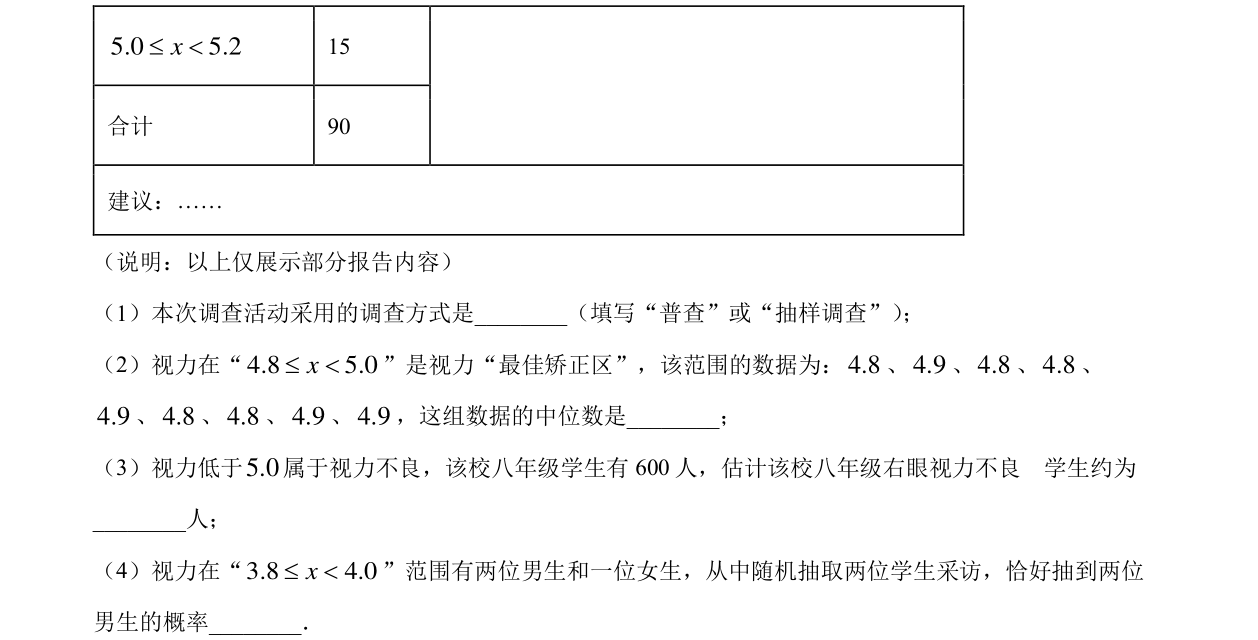 5.0≤x<5.2 15
合计 90
建议：……
（说明：以上仅展示部分报告内容）
（1）本次调查活动采用的调查方式是________（填写“普查”或“抽样调查”）；
（2）视力在“4.8≤x<5.0”是视力“最佳矫正区”，该范围的数据为：4.8、4.9、4.8、4.8、
4.9、4.8、4.8、4.9、4.9，这组数据的中位数是________；
（3）视力低于5.0属于视力不良，该校八年级学生有600人，估计该校八年级右眼视力不良 学生约为
________人；
（4）视力在“3.8≤x<4.0”范围有两位男生和一位女生，从中随机抽取两位学生采访，恰好抽到两位
男生的概率________．